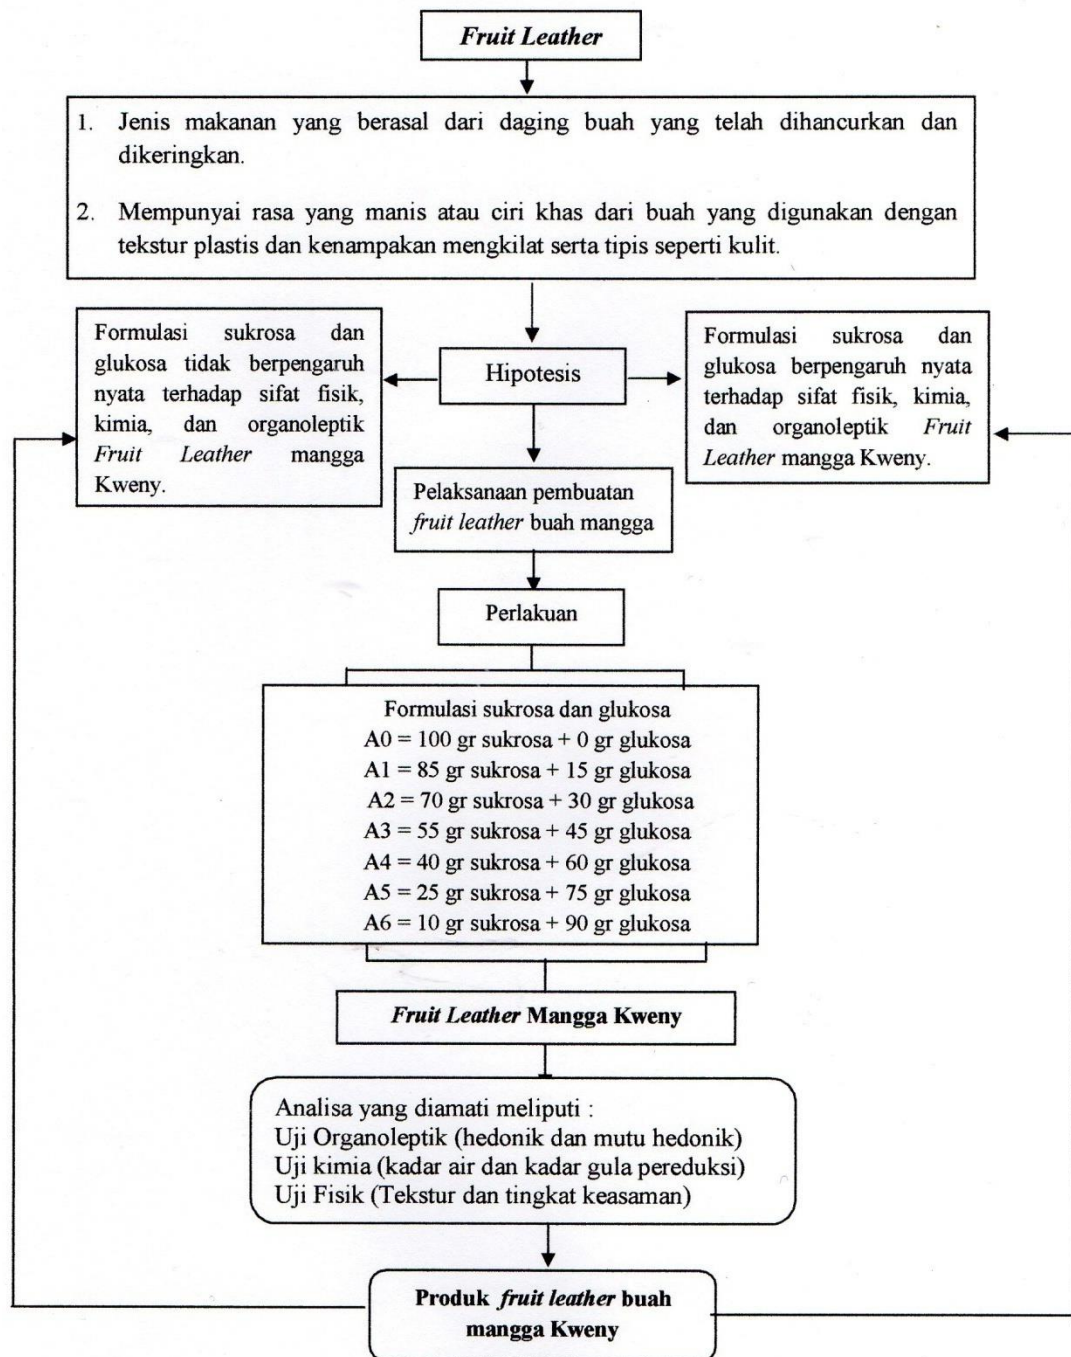 Fruit Leather
1. Jenis makanan yang berasal dari daging buah yang telah dihancurkan dan
dikeringkan.
2. Mempunyai rasa yang manis atau ciri khas dari buah yang digunakan dengan
tekstur plastis dan kenampakan mengkilat serta tipis seperti kulit.
Formulasi sukrosa dan
glukosa tidak berpengaruh
nyata terhadap sifat fisik,
kimia, dan organoleptik
Fruit Leather mangga
Kweny.
Hipotesis
Formulasi sukrosa dan
glukosa berpengaruh nyata
terhadap sifat fisik, kimia,
dan organoleptik Fruit
Leather mangga Kweny.
Pelaksanaan pembuatan
fruit leather buah mangga
Perlakuan
Formulasi sukrosa dan glukosa
A0 = 100 gr sukrosa + 0 gr glukosa
A1 = 85 gr sukrosa + 15 gr glukosa
A2 = 70 gr sukrosa + 30 gr glukosa
A3 = 55 gr sukrosa + 45 gr glukosa
A4 = 40 gr sukrosa + 60 gr glukosa
A5 = 25 gr sukrosa + 75 gr glukosa
A6 = 10 gr sukrosa + 90 gr glukosa
Fruit Leather Mangga Kweny
Analisa yang diamati meliputi :
Uji Organoleptik (hedonik dan mutu hedonik)
Uji kimia (kadar air dan kadar gula pereduksi)
Uji Fisik (Tekstur dan tingkat keasaman)
Produk fruit leather buah
mangga Kweny